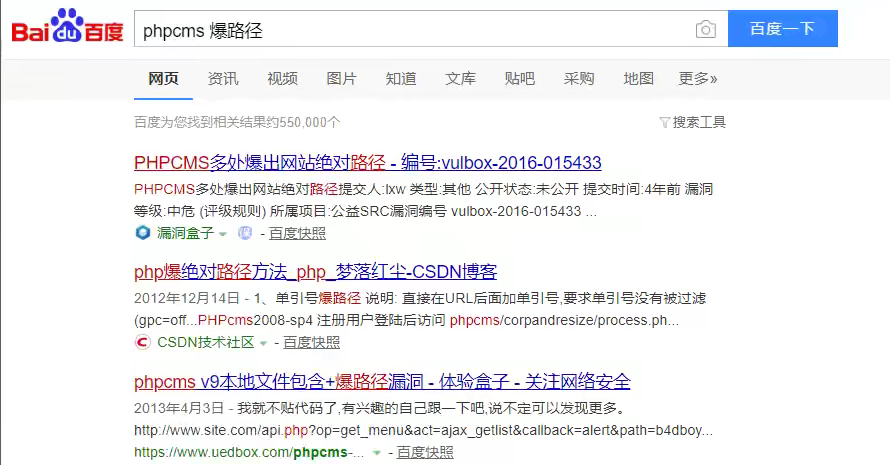 Bai du 百度 phpcms 爆路径 百度一下
网页 资讯 视频 图片 知道 文库 贴吧 采购 地图 更多»
百度为您找到相关结果约550,000个 搜索工具
PHPCMS多处爆出网站绝对路径 - 编号:vulbox-2016-015433
PHPCMS多处爆出网站绝对路径提交人:lxw 类型:其他 公开状态:未公开 提交时间:4年前 漏洞
等级:中危 (评级规则) 所属项目:公益SRC漏洞编号 vulbox-2016-015433 ...
漏洞盒子 - 百度快照
php爆绝对路径方法_php_梦落红尘-CSDN博客
2012年12月14日 - 1、单引号爆路径 说明: 直接在URL后面加单引号,要求单引号没有被过滤
(gpc=off...PHPcms2008-sp4 注册用户登陆后访问 phpcms/corpandresize/process.ph...
CSDN技术社区 - 百度快照
phpcms v9本地文件包含+爆路径漏洞 - 体验盒子 - 关注网络安全
2013年4月3日 - 我就不贴代码了,有兴趣的自己跟一下吧,说不定可以发现更多。
http://www.site.com/api.php?op=get_menu&act=ajax_getlist&callback=alert&path=b4dboy...
https://www.uedbox.com/phpcms-... - 百度快照